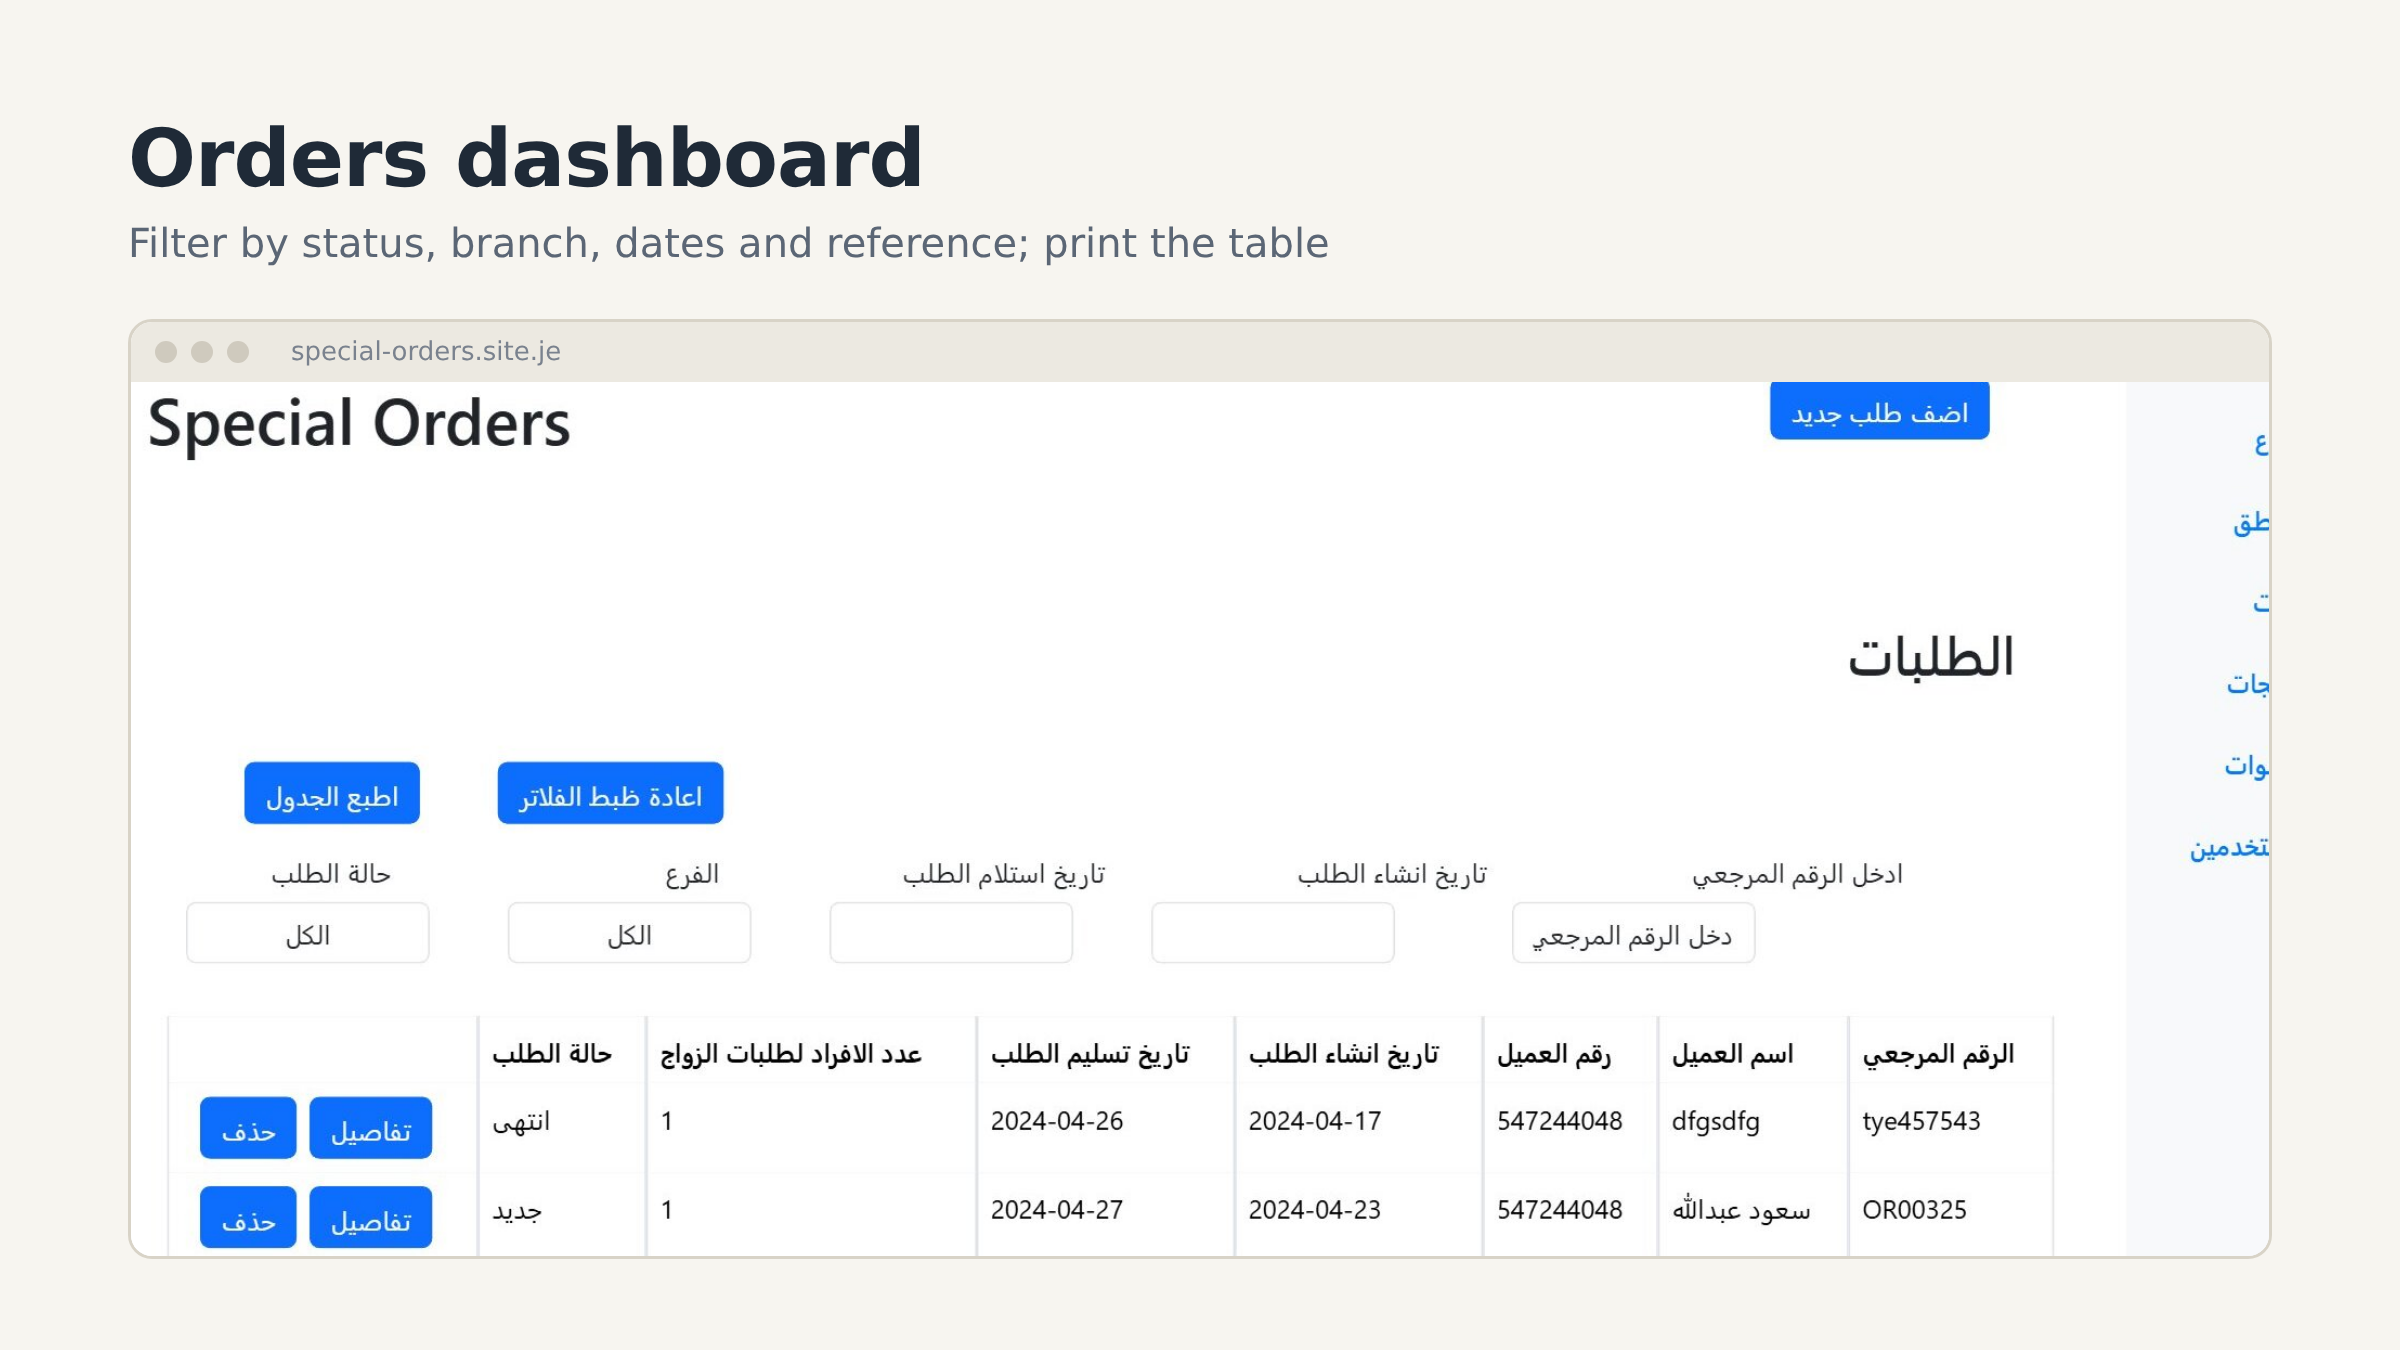 Orders dashboard
Filter by status, branch, dates and reference; print the table
special-orders.site.je
Special Orders
اضف طلب جديد
الطلبات
اعادة ظبط الفلاتر
اطبع الجدول
ادخل الرقم المرجعي
تاريخ انشاء الطلب
تاريخ استلام الطلب
الفرع
حالة الطلب
دخل الرقم المرجعي
الكل
الكل
الرقم المرجعي اسم العميل رقم العميل تاريخ انشاء الطلب تاريخ تسليم الطلب عدد الافراد لطلبات الزواج حالة الطلب
tye457543 dfgsdfg 547244048 2024-04-17 2024-04-26 1 انتهى تفاصيل حذف
OR00325 سعود عبدالله 547244048 2024-04-23 2024-04-27 1 جديد تفاصيل حذف